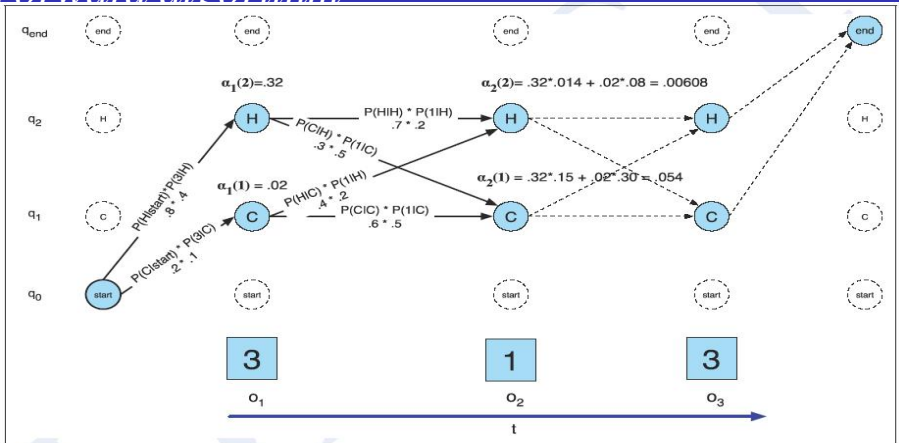 q_end end end end end end
α₁(2)=.32 α₂(2)= .32*.014 + .02*.08 = .00608
q₂ H H H H H
P(H|H) * P(1|H)
.7 * .2
P(C|H) * P(1|C)
.3 * .5
P(H|start)*P(3|H)
.8 * .4
α₁(1) = .02 α₂(1) = .32*.15 + .02*.30 = .054
P(H|C) * P(1|H)
.4 * .2
q₁ C C C C C
P(C|C) * P(1|C)
.6 * .5
P(C|start) * P(3|C)
.2 * .1
q₀ start start start start start
3 1 3
O₁ O₂ O₃
t